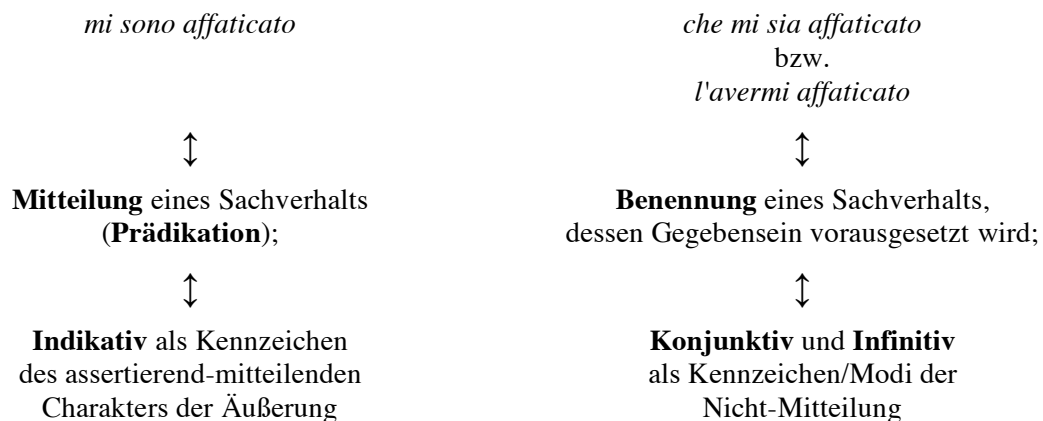 mi sono affaticato
↕
Mitteilung eines Sachverhalts
(Prädikation);
↕
Indikativ als Kennzeichen
des assertierend-mitteilenden
Charakters der Äußerung
che mi sia affaticato
bzw.
l'avermi affaticato
↕
Benennung eines Sachverhalts,
dessen Gegebensein vorausgesetzt wird;
↕
Konjunktiv und Infinitiv
als Kennzeichen/Modi der
Nicht-Mitteilung